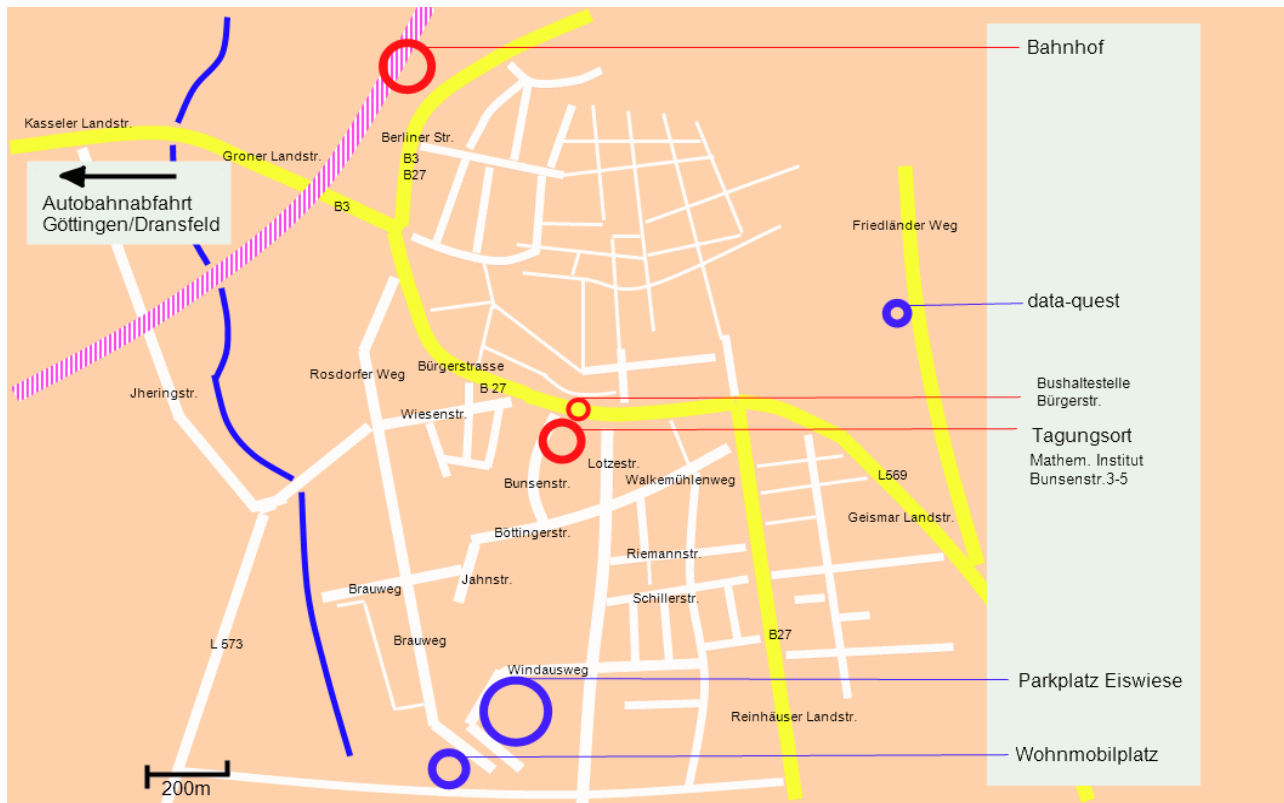 Bahnhof
Kasseler Landstr.
Berliner Str.
Groner Landstr.
B3
B27
Autobahnabfahrt
Göttingen/Dransfeld
B3
Friedländer Weg
data-quest
Bürgerstrasse
Rosdorfer Weg
B 27
Jheringstr.
Wiesenstr.
Bushaltestelle
Bürgerstr.
Tagungsort
Mathem. Institut
Bunsenstr.3-5
Lotzestr.
Bunsenstr.
Walkemühlenweg
L569
Geismar Landstr.
Böttingerstr.
Riemannstr.
Jahnstr.
Brauweg
Schillerstr.
B27
L 573
Brauweg
Windausweg
Parkplatz Eiswiese
Reinhäuser Landstr.
Wohnmobilplatz
200m